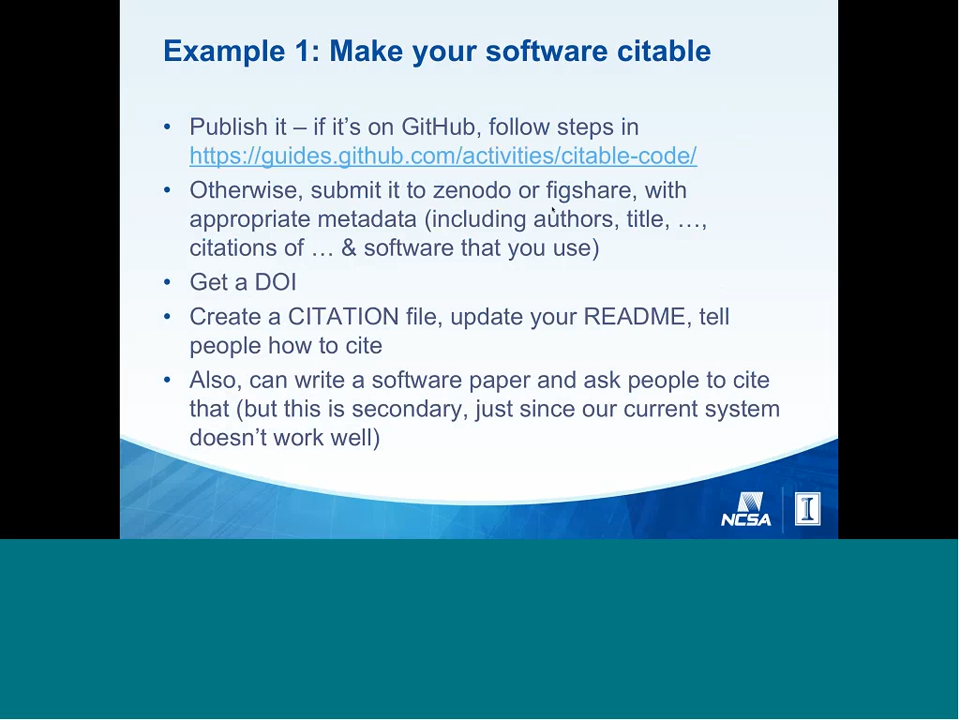 Example 1: Make your software citable
• Publish it – if it’s on GitHub, follow steps in
https://guides.github.com/activities/citable-code/
• Otherwise, submit it to zenodo or figshare, with
appropriate metadata (including authors, title, …,
citations of … & software that you use)
• Get a DOI
• Create a CITATION file, update your README, tell
people how to cite
• Also, can write a software paper and ask people to cite
that (but this is secondary, just since our current system
doesn’t work well)
NCSA
I